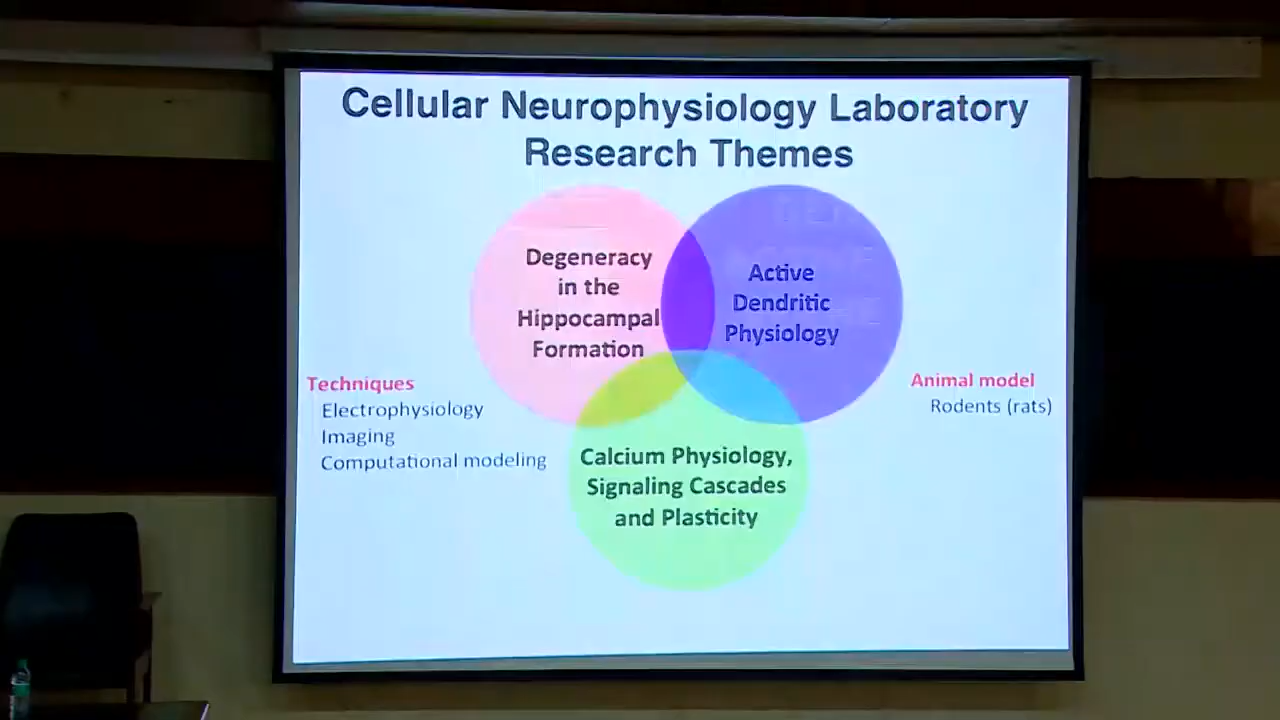 Cellular Neurophysiology Laboratory
Research Themes
Degeneracy
in the
Hippocampal
Formation
Active
Dendritic
Physiology
Techniques
Electrophysiology
Imaging
Computational modeling
Animal model
Rodents (rats)
Calcium Physiology,
Signaling Cascades
and Plasticity